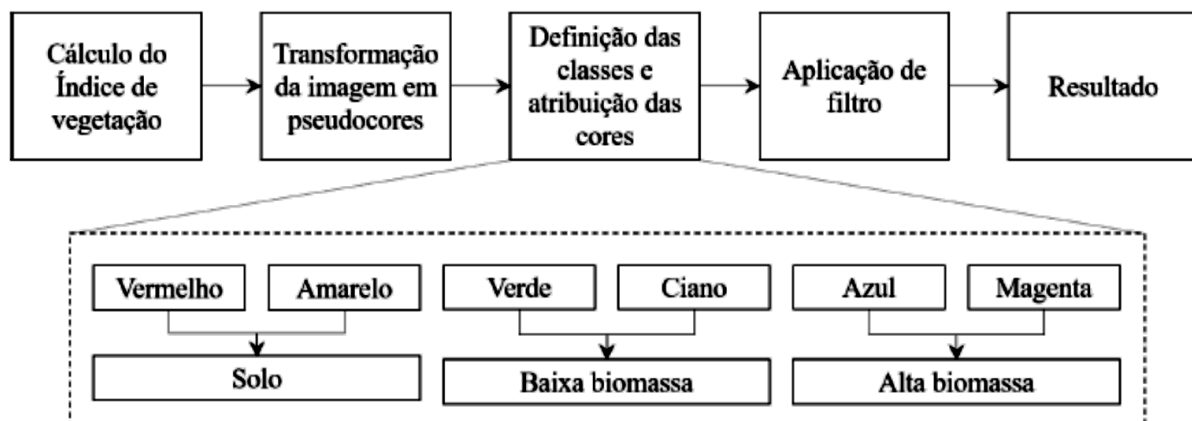 Cálculo do
Índice de
vegetação
Transformação
da imagem em
pseudocores
Definição das
classes e
atribuição das
cores
Aplicação de
filtro
Resultado
Vermelho
Amarelo
Verde
Ciano
Azul
Magenta
Solo
Baixa biomassa
Alta biomassa